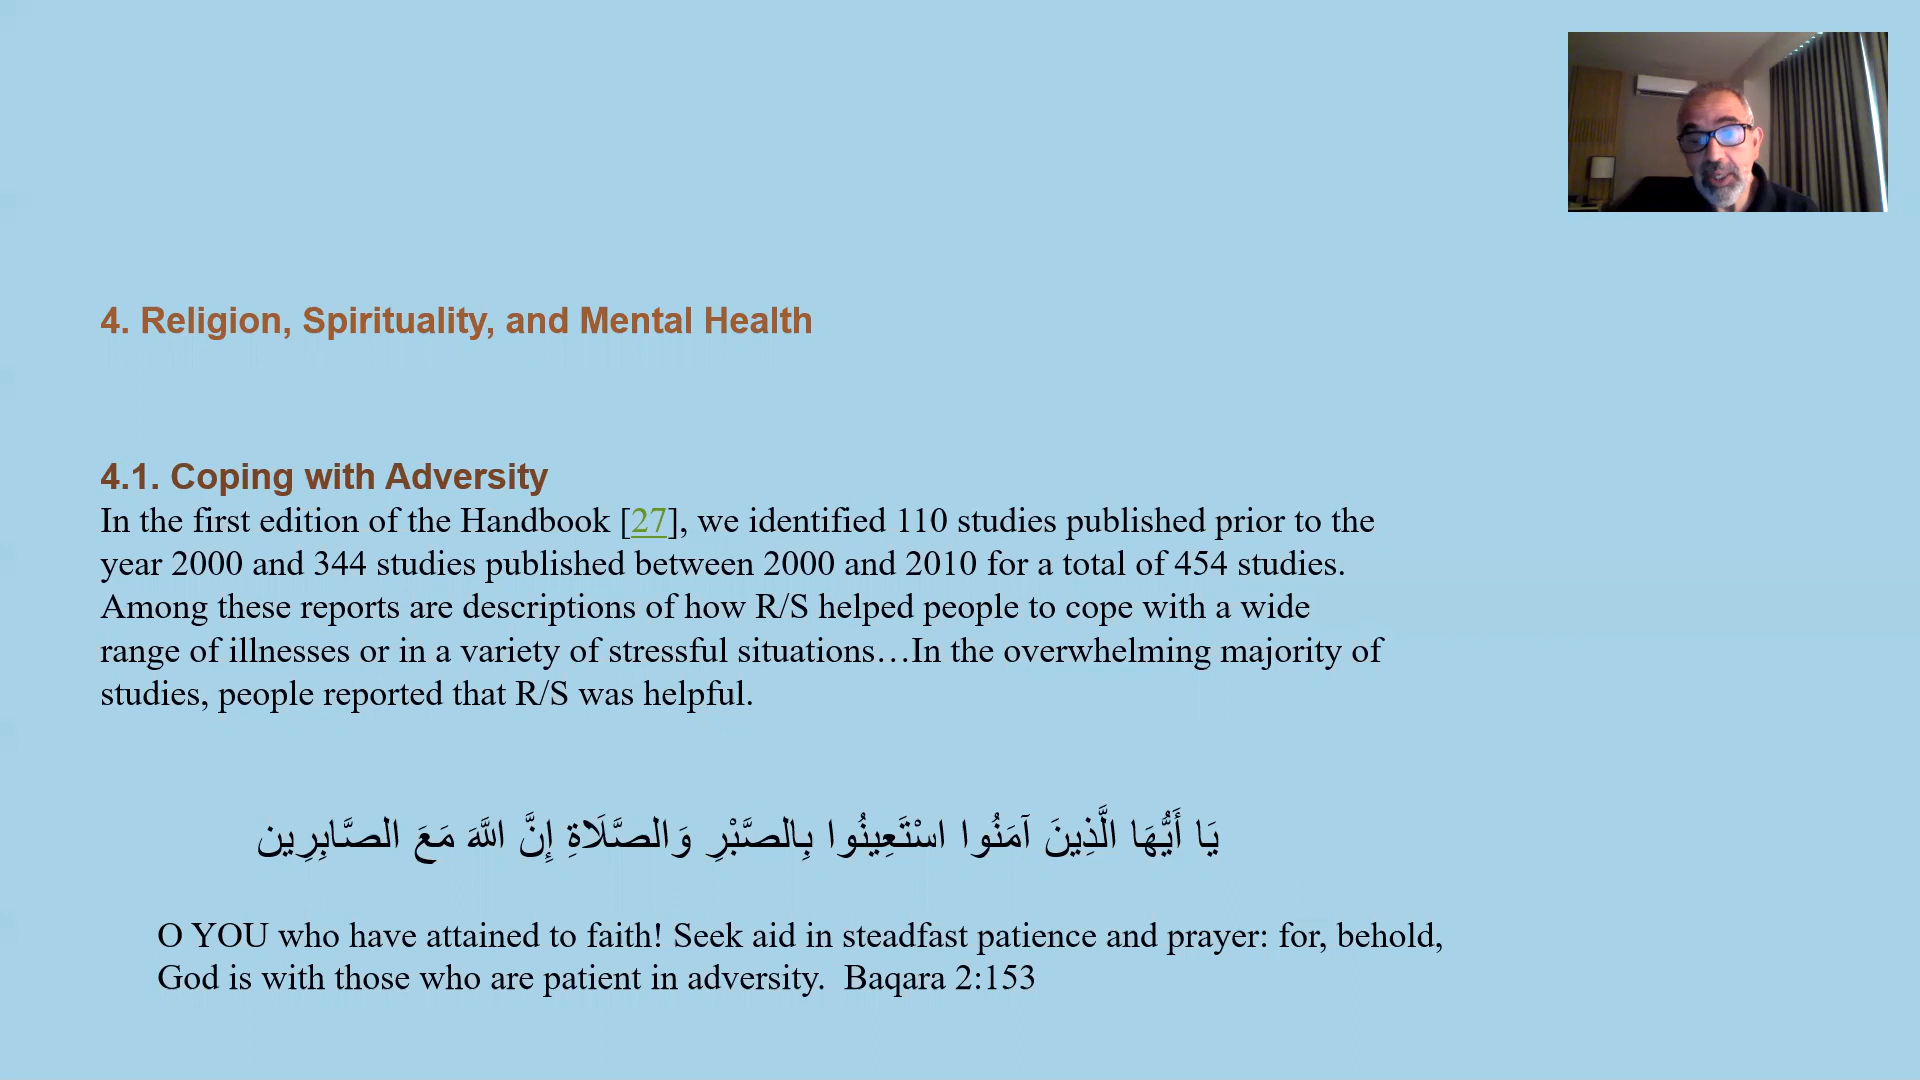 4. Religion, Spirituality, and Mental Health
4.1. Coping with Adversity
In the first edition of the Handbook [27], we identified 110 studies published prior to the
year 2000 and 344 studies published between 2000 and 2010 for a total of 454 studies.
Among these reports are descriptions of how R/S helped people to cope with a wide
range of illnesses or in a variety of stressful situations…In the overwhelming majority of
studies, people reported that R/S was helpful.
يَا أَيُّهَا الَّذِينَ آمَنُوا اسْتَعِينُوا بِالصَّبْرِ وَالصَّلَاةِ إِنَّ اللَّهَ مَعَ الصَّابِرِين
O YOU who have attained to faith! Seek aid in steadfast patience and prayer: for, behold,
God is with those who are patient in adversity.  Baqara 2:153